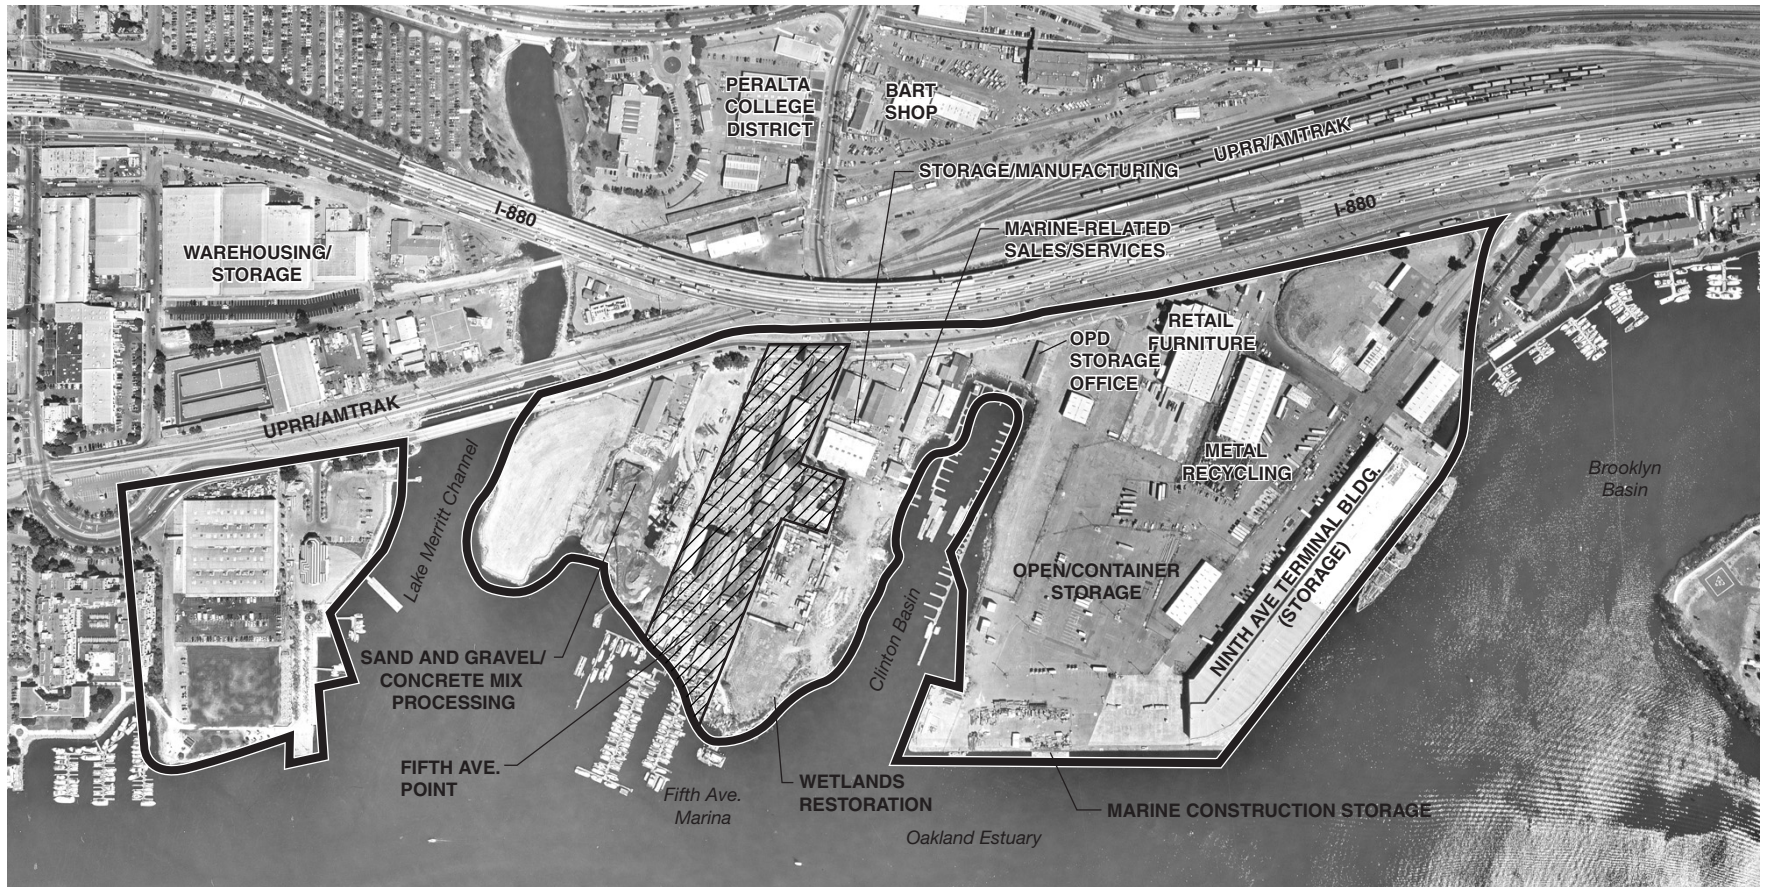 PERALTA
COLLEGE
DISTRICT
BART
SHOP
UPRR/AMTRAK
STORAGE/MANUFACTURING
I-880
I-880
MARINE-RELATED
SALES/SERVICES
WAREHOUSING/
STORAGE
RETAIL
FURNITURE
OPD
STORAGE
OFFICE
UPRR/AMTRAK
METAL
RECYCLING
Brooklyn
Basin
Lake Merritt Channel
NINTH AVE TERMINAL BLDG.
(STORAGE)
OPEN/CONTAINER
STORAGE
Clinton Basin
SAND AND GRAVEL/
CONCRETE MIX
PROCESSING
FIFTH AVE.
POINT
WETLANDS
RESTORATION
Fifth Ave.
Marina
MARINE CONSTRUCTION STORAGE
Oakland Estuary